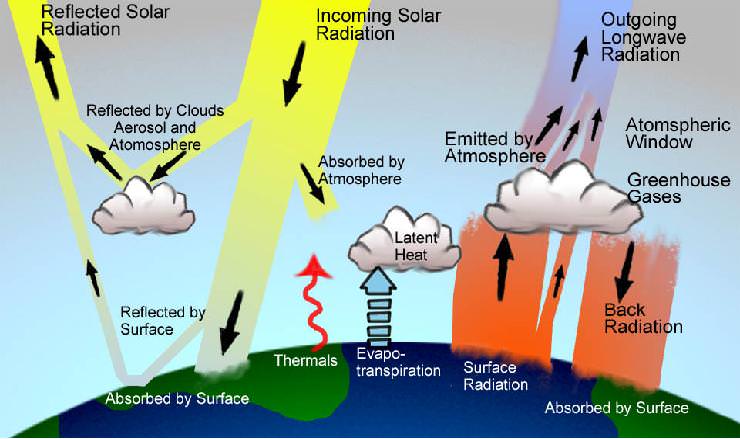 Reflected Solar
Radiation
Incoming Solar
Radiation
Outgoing
Longwave
Radiation
Reflected by Clouds
Aerosol and
Atomosphere
Emitted by
Atmosphere
Atomspheric
Window
Absorbed by
Atmosphere
Greenhouse
Gases
Latent
Heat
Reflected by
Surface
Back
Radiation
Thermals
Evapo-
transpiration
Surface
Radiation
Absorbed by Surface
Absorbed by Surface